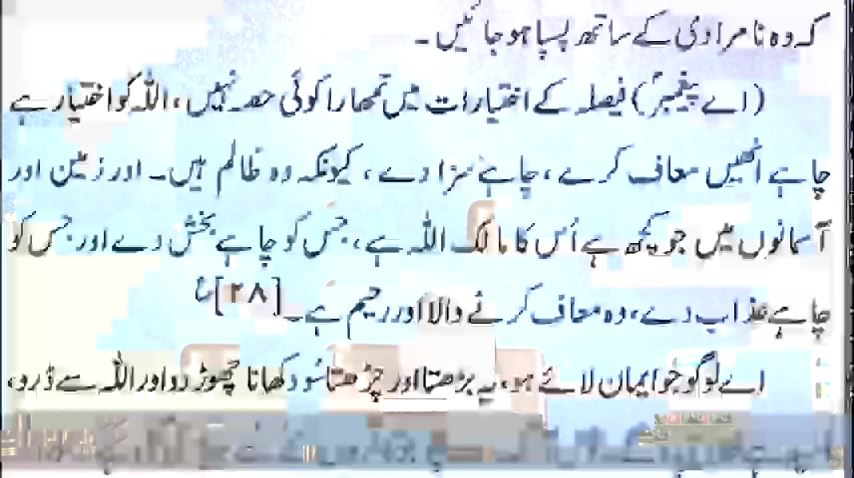 کہ وہ نامرادی کے ساتھ پسپا ہوجائیں۔
(اے پیغمبرؐ) فیصلہ کے اختیارات میں تمھارا کوئی حصہ نہیں، اللہ کو اختیار ہے
چاہے انھیں معاف کرے، چاہے سزا دے، کیونکہ وہ ظالم ہیں۔ اور زمین اور
آسمانوں میں جو کچھ ہے اُس کا مالک اللہ ہے، جس کو چاہے بخش دے اور جس کو
چاہے عذاب دے، وہ معاف کرنے والا اور رحیم ہے۔[۲۸]ع
اے لوگو جو ایمان لائے ہو، یہ بڑھتا اور چڑھتا سُود کھانا چھوڑ دو اور اللہ سے ڈرو،